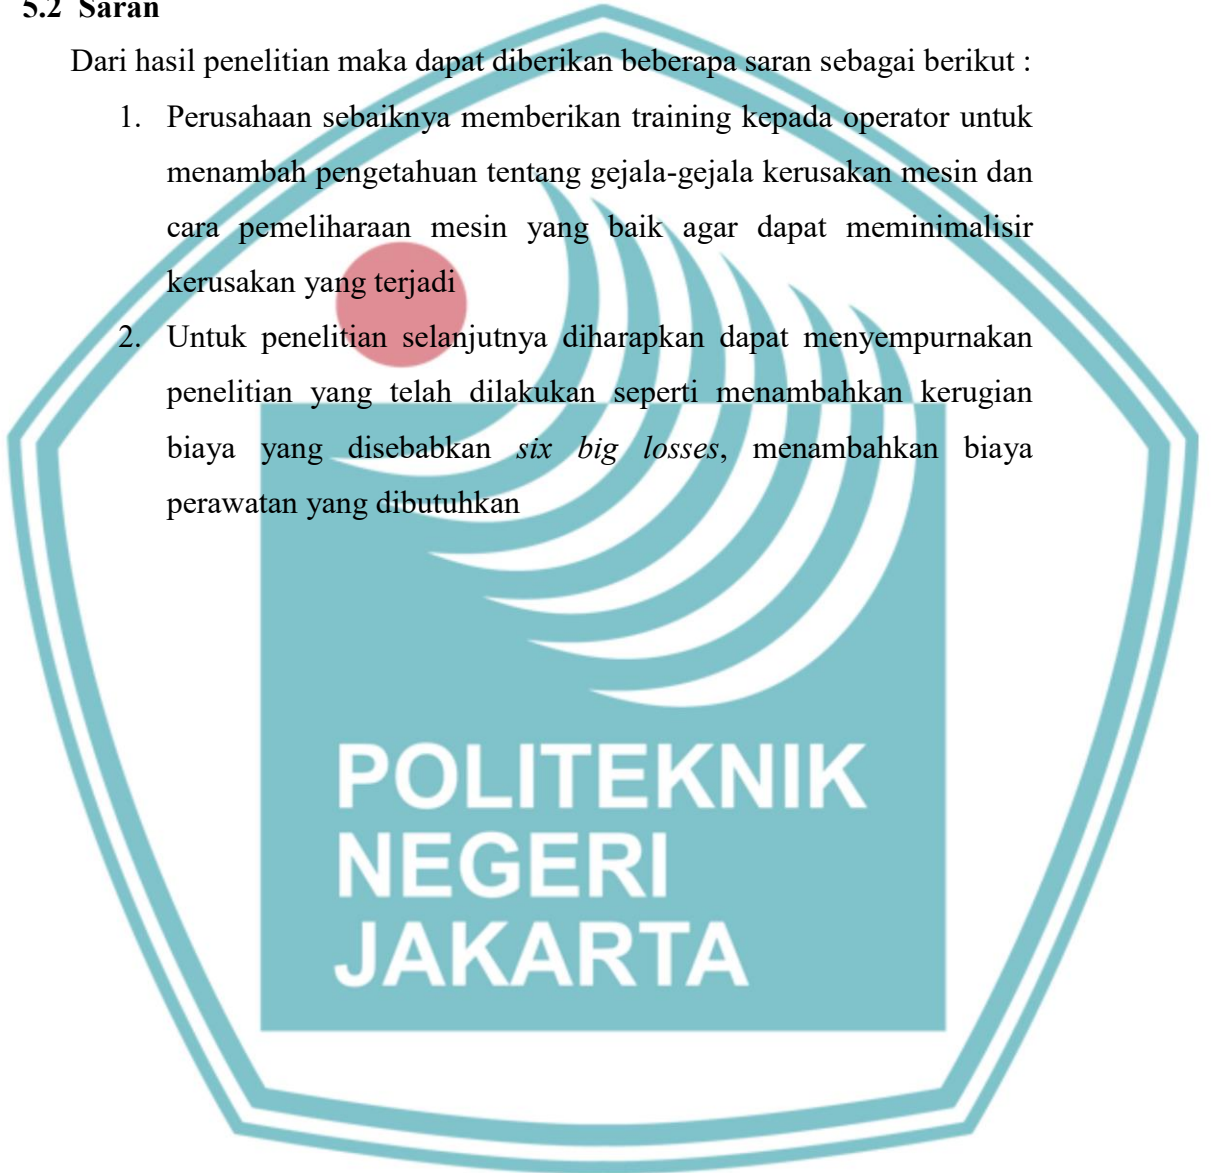 5.2 Saran
Dari hasil penelitian maka dapat diberikan beberapa saran sebagai berikut :
1. Perusahaan sebaiknya memberikan training kepada operator untuk
menambah pengetahuan tentang gejala-gejala kerusakan mesin dan
cara pemeliharaan mesin yang baik agar dapat meminimalisir
kerusakan yang terjadi
2. Untuk penelitian selanjutnya diharapkan dapat menyempurnakan
penelitian yang telah dilakukan seperti menambahkan kerugian
biaya yang disebabkan six big losses, menambahkan biaya
perawatan yang dibutuhkan
POLITEKNIK
NEGERI
JAKARTA